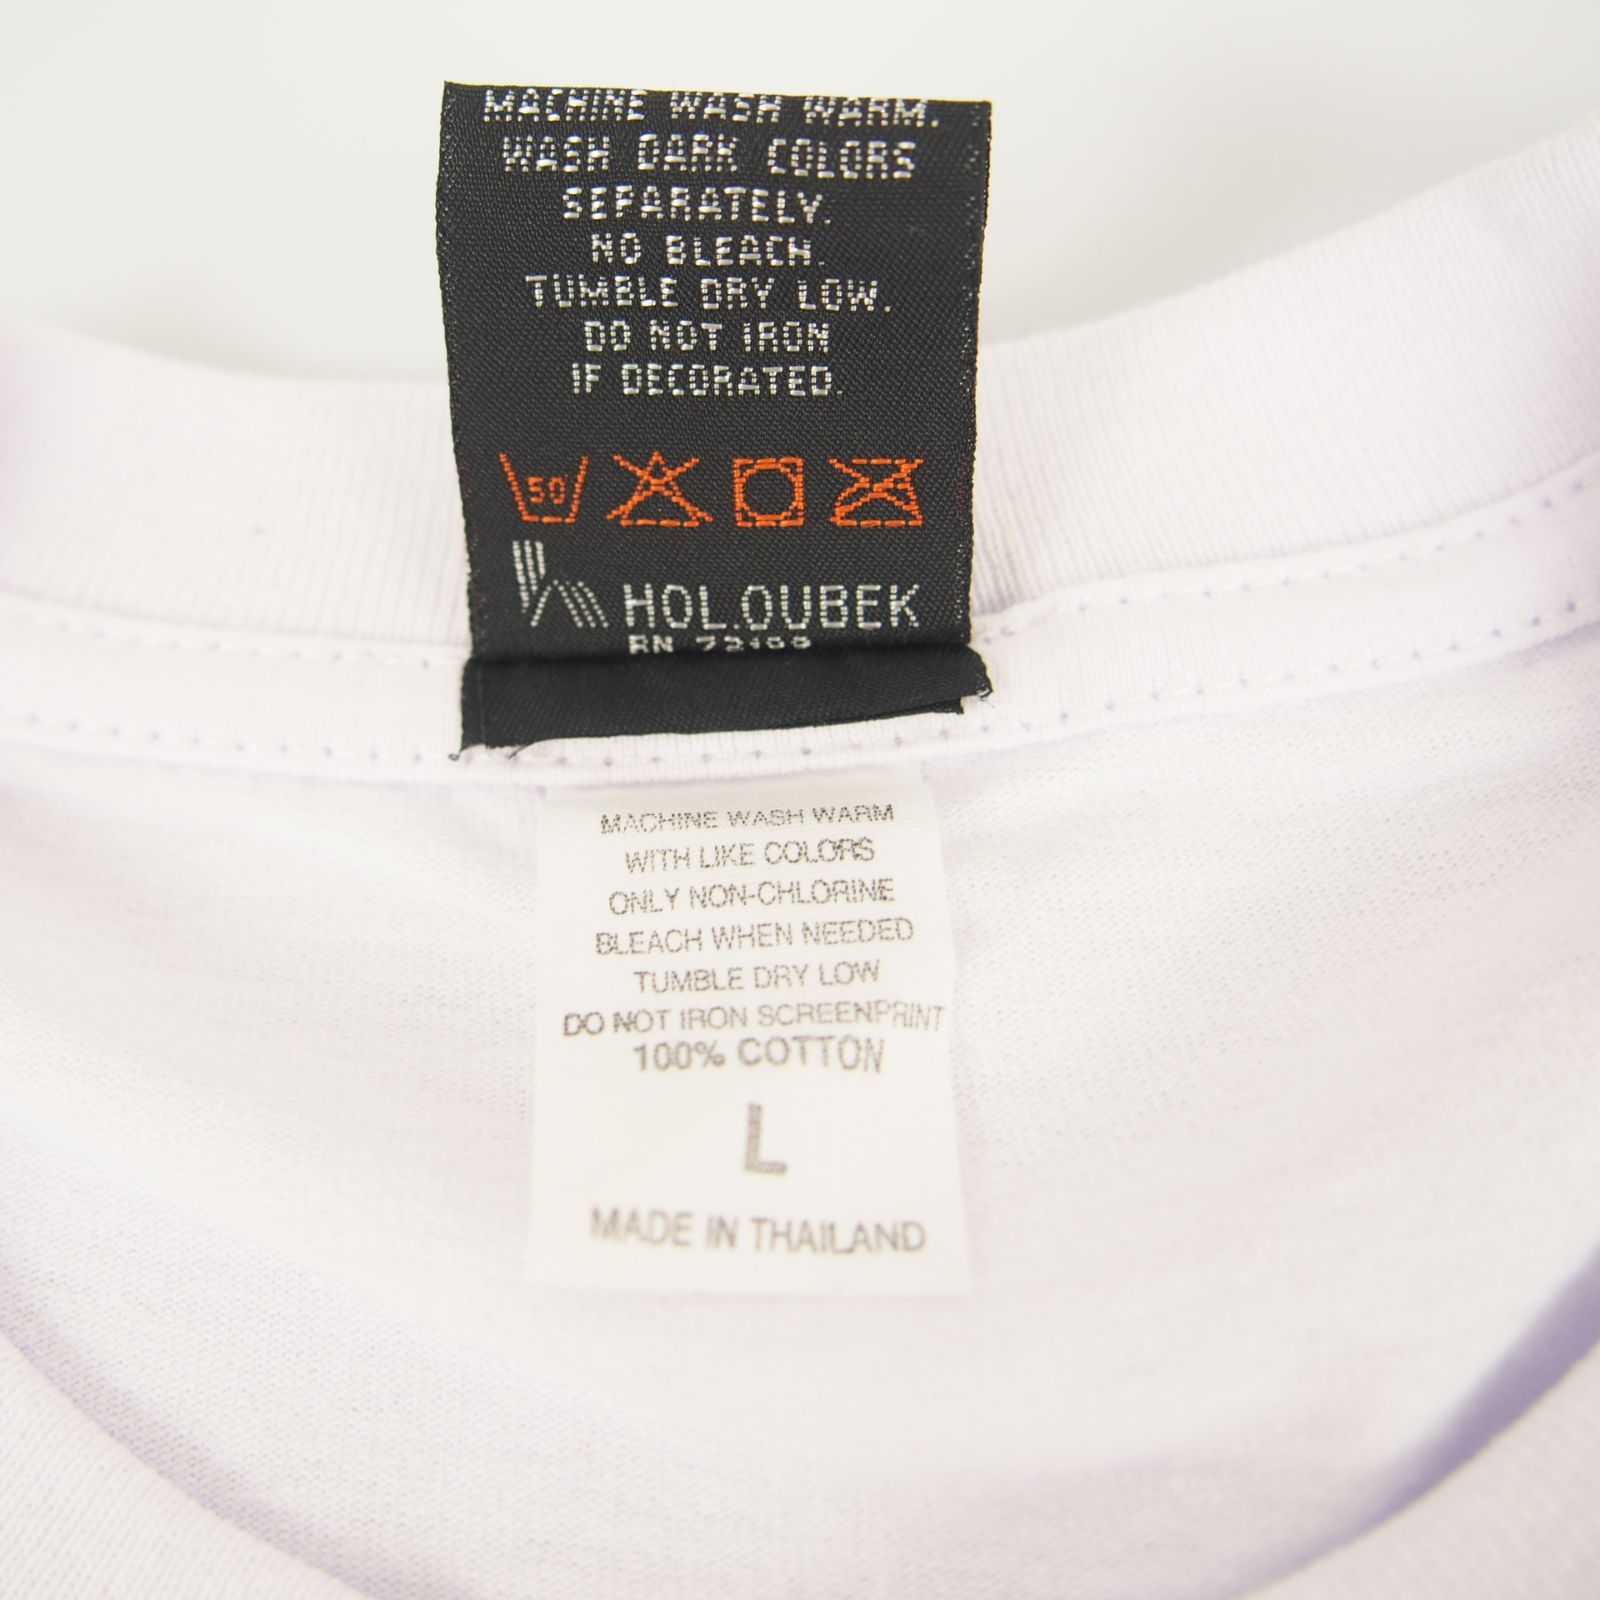 MACHINE WASH WARM.
WASH DARK COLORS
SEPARATELY.
NO BLEACH.
TUMBLE DRY LOW.
DO NOT IRON
IF DECORATED.
50
HOLOUBEK
RN
MACHINE WASH WARM
WITH LIKE COLORS
ONLY NON-CHLORINE
BLEACH WHEN NEEDED
TUMBLE DRY LOW
DO NOT IRON SCREENPRINT
100% COTTON
L
MADE IN THAILAND